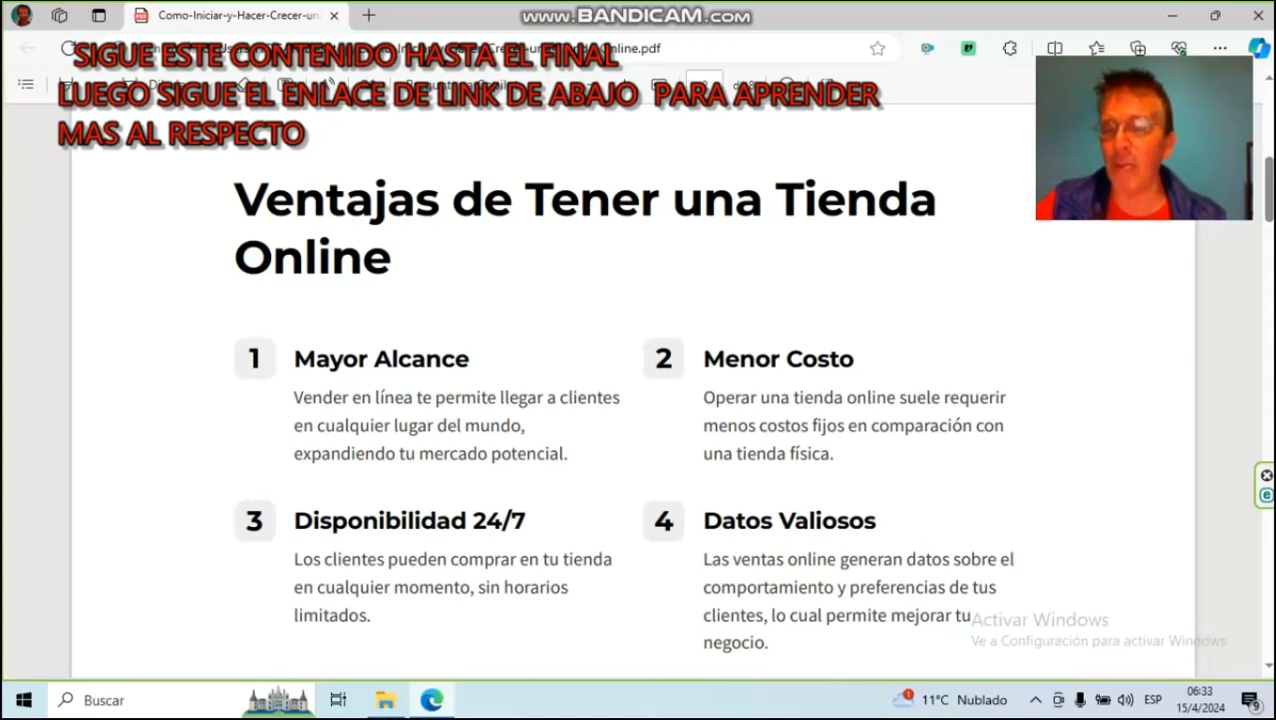 Como-Iniciar-y-Hacer-Crecer-un
www.BANDICAM.com
Online.pdf
SIGUE ESTE CONTENIDO HASTA EL FINAL
LUEGO SIGUE EL ENLACE DE LINK DE ABAJO PARA APRENDER
MAS AL RESPECTO
Ventajas de Tener una Tienda
Online
1
Mayor Alcance
Vender en línea te permite llegar a clientes
en cualquier lugar del mundo,
expandiendo tu mercado potencial.
2
Menor Costo
Operar una tienda online suele requerir
menos costos fijos en comparación con
una tienda física.
3
Disponibilidad 24/7
Los clientes pueden comprar en tu tienda
en cualquier momento, sin horarios
limitados.
4
Datos Valiosos
Las ventas online generan datos sobre el
comportamiento y preferencias de tus
clientes, lo cual permite mejorar tu
negocio.
Activar Windows
Ve a Configuración para activar Windows.
Buscar
11°C Nublado
ESP
06:33
15/4/2024